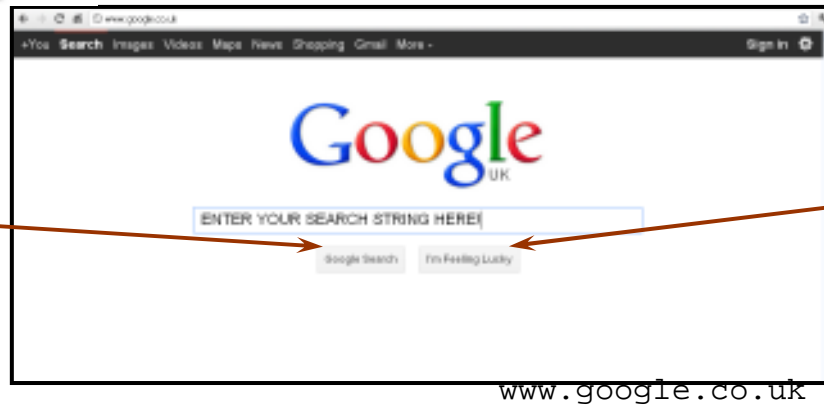 www.google.co.uk
+You Search Images Videos Maps News Shopping Gmail More
Sign in
Google
UK
ENTER YOUR SEARCH STRING HERE!
Google Search I'm Feeling Lucky
www.google.co.uk